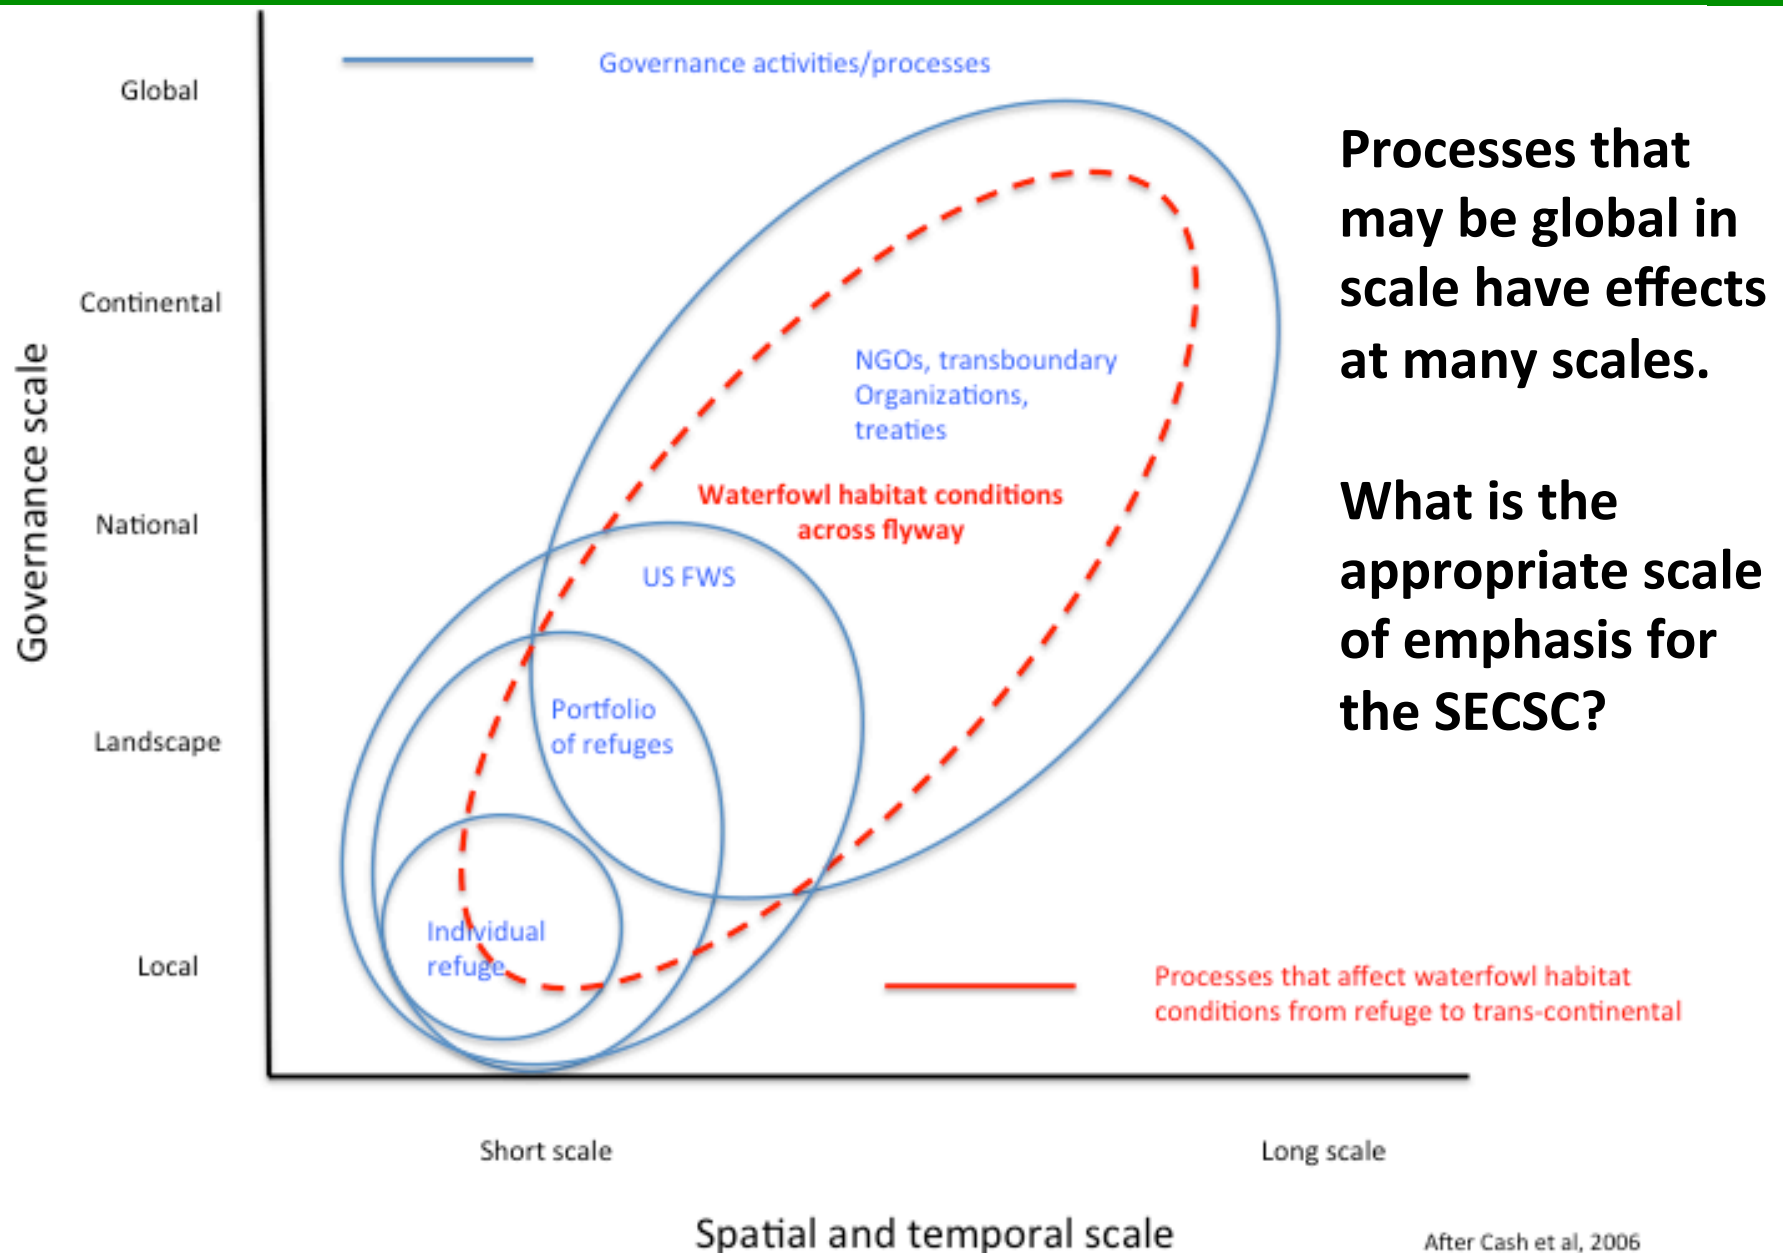 Governance activities/processes
Global
Continental
National
Landscape
Local
Governance scale
NGOs, transboundary
Organizations,
treaties
Waterfowl habitat conditions
across flyway
US FWS
Portfolio
of refuges
Individual
refuge
Processes that affect waterfowl habitat
conditions from refuge to trans-continental
Short scale
Long scale
Spatial and temporal scale
Processes that
may be global in
scale have effects
at many scales.
What is the
appropriate scale
of emphasis for
the SECSC?
After Cash et al, 2006